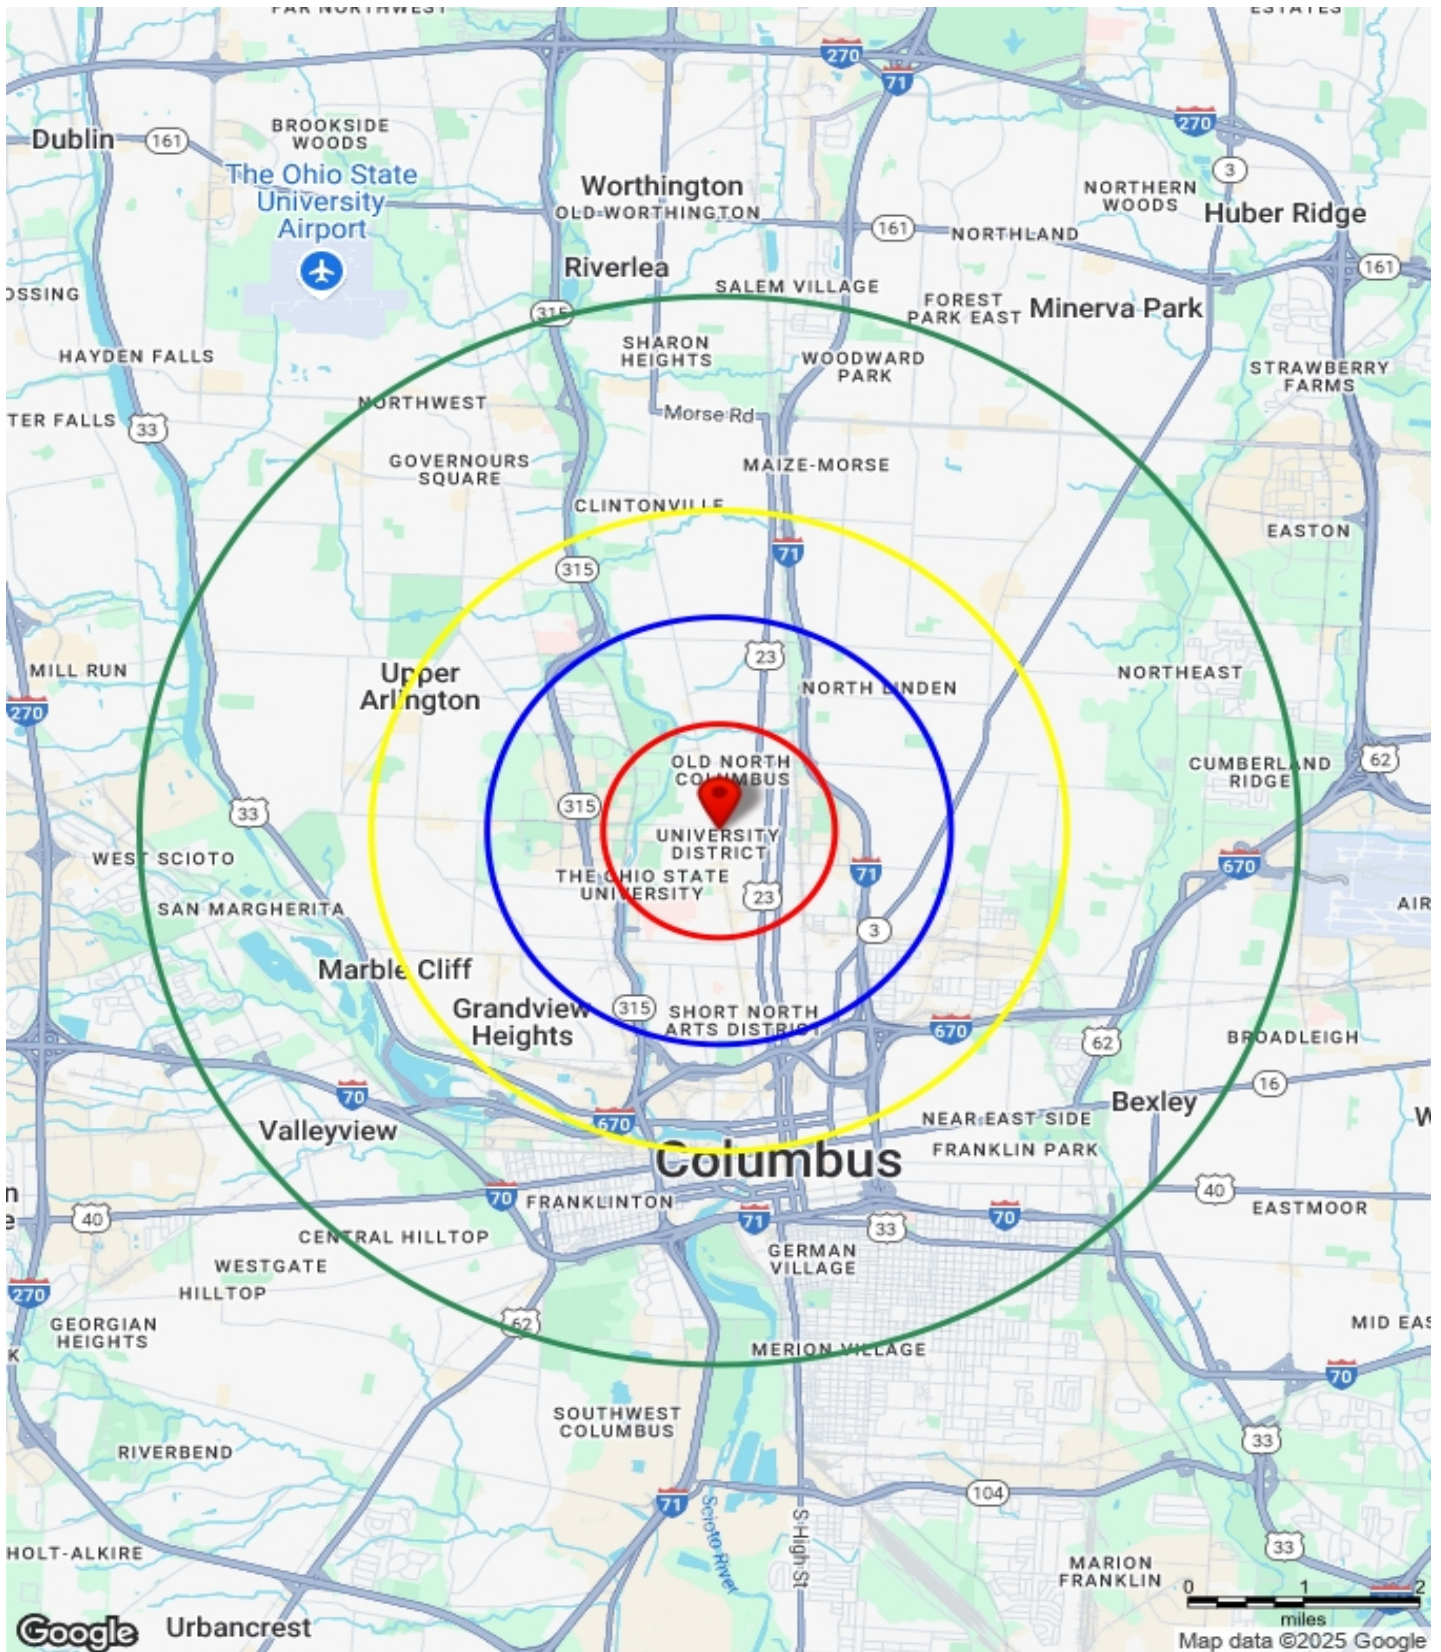 FAR NORTHWEST
ESTATES
270
71
270
Dublin
161
BROOKSIDE
WOODS
The Ohio State
University
Airport
Worthington
OLD WORTHINGTON
161
NORTHLAND
3
NORTHERN
WOODS
Huber Ridge
161
Riverlea
OSSING
315
SALEM VILLAGE
FOREST
PARK EAST
Minerva Park
HAYDEN FALLS
SHARON
HEIGHTS
WOODWARD
PARK
STRAWBERRY
FARMS
NORTHWEST
Morse Rd
TER FALLS
33
GOVERNOURS
SQUARE
MAIZE-MORSE
CLINTONVILLE
EASTON
71
315
23
MILL RUN
Upper
Arlington
NORTH LINDEN
NORTHEAST
270
OLD NORTH
COLUMBUS
CUMBERLAND
RIDGE
62
33
315
UNIVERSITY
DISTRICT
WEST SCIOTO
670
71
THE OHIO STATE
UNIVERSITY
23
SAN MARGHERITA
AIR
3
Marble Cliff
Grandview
Heights
315
SHORT NORTH
ARTS DISTRICT
670
62
BROADLEIGH
70
16
Bexley
670
NEAR EAST SIDE
W
Valleyview
Columbus
FRANKLIN PARK
n
e
70
FRANKLINTON
40
40
71
33
70
EASTMOOR
CENTRAL HILLTOP
WESTGATE
GERMAN
VILLAGE
HILLTOP
270
62
GEORGIAN
HEIGHTS
K
MID EAS
MERION VILLAGE
70
SOUTHWEST
COLUMBUS
RIVERBEND
33
71
104
Scioto River
S High St
33
HOLT-ALKIRE
MARION
FRANKLIN
0 1 2
miles
Google
Urbancrest
Map data ©2025 Google